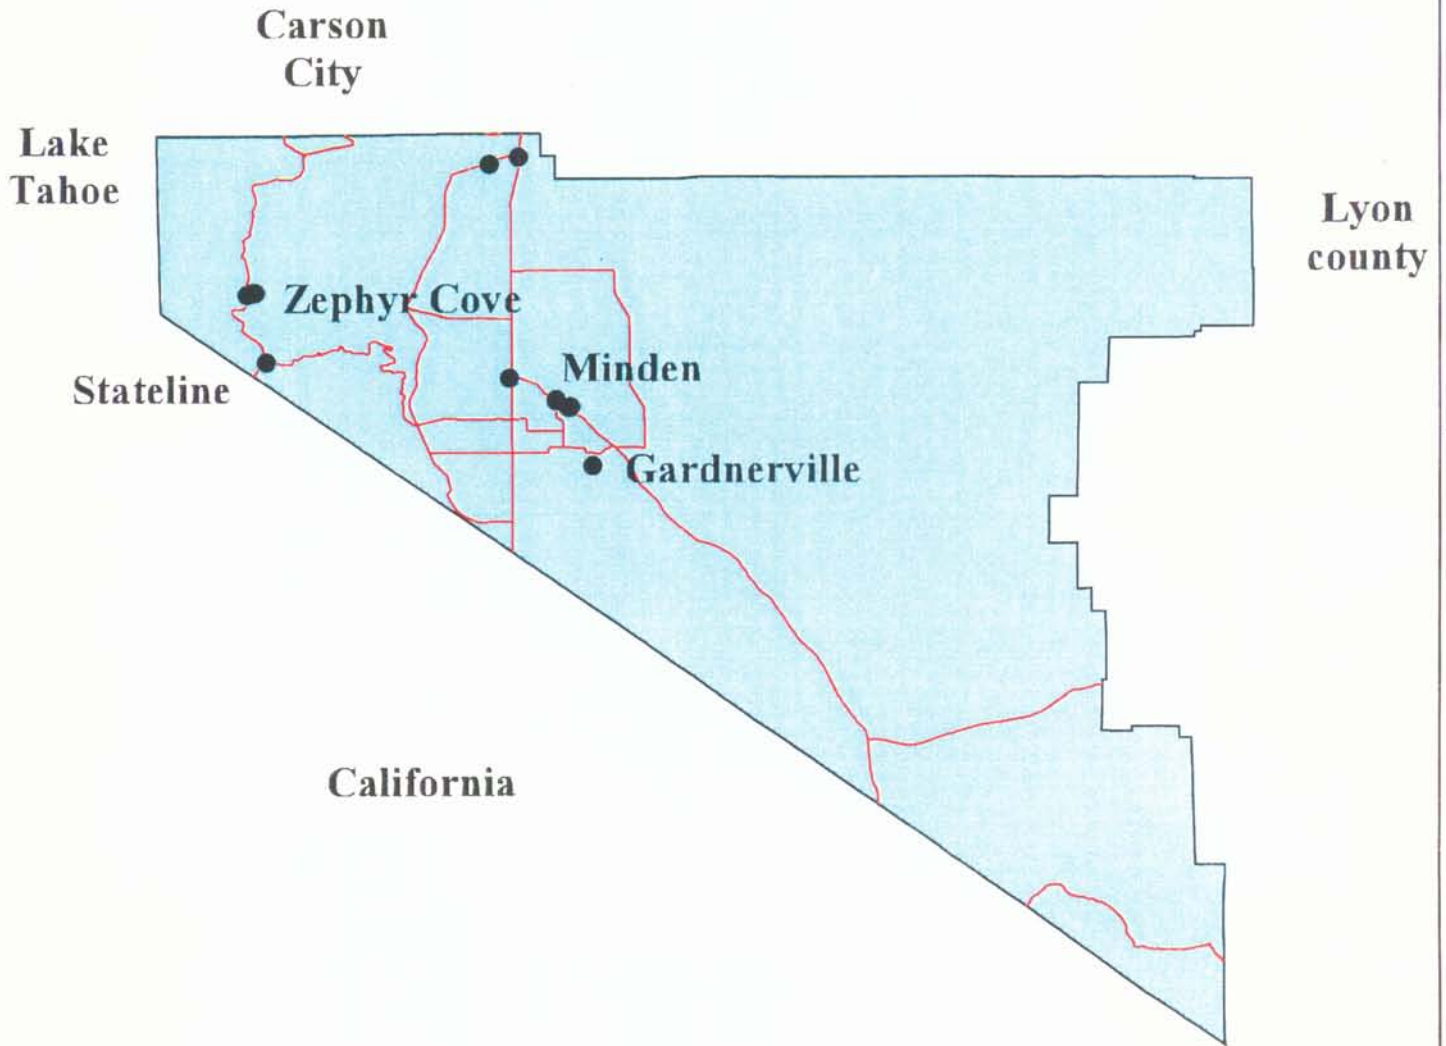 Carson
City
Lake
Tahoe
Lyon
county
Zephyr Cove
Minden
Stateline
Gardnerville
California